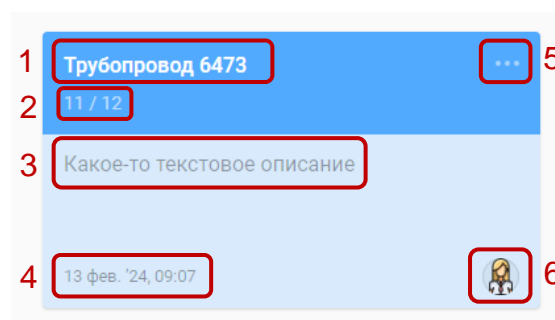 1 Трубопровод 6473 ••• 5
2 11 / 12
3 Какое-то текстовое описание
4 13 фев. '24, 09:07 6